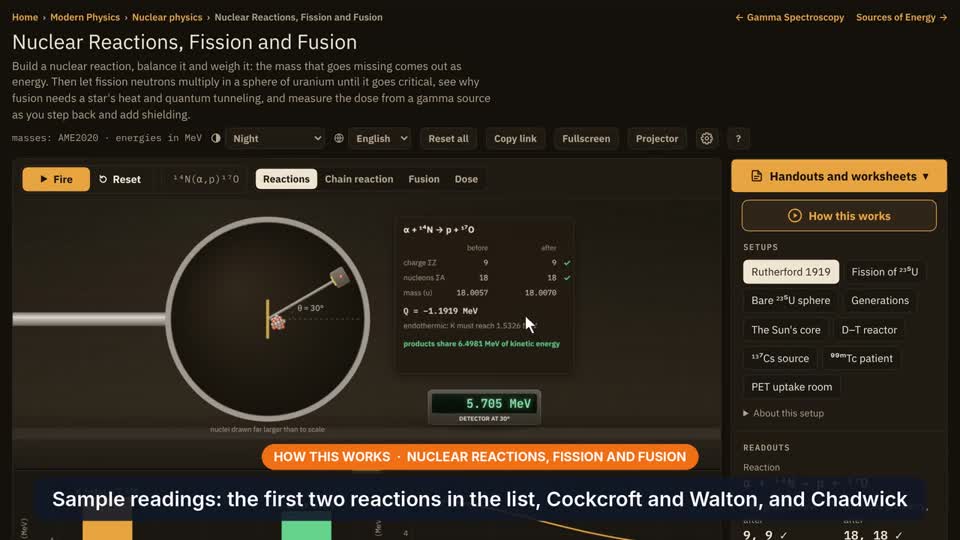 Home › Modern Physics › Nuclear physics › Nuclear Reactions, Fission and Fusion
← Gamma Spectroscopy Sources of Energy →
Nuclear Reactions, Fission and Fusion
Build a nuclear reaction, balance it and weigh it: the mass that goes missing comes out as
energy. Then let fission neutrons multiply in a sphere of uranium until it goes critical, see why
fusion needs a star's heat and quantum tunneling, and measure the dose from a gamma source
as you step back and add shielding.
masses: AME2020 · energies in MeV Night English Reset all Copy link Fullscreen Projector ?
Fire Reset ¹⁴N(α,p)¹⁷O Reactions Chain reaction Fusion Dose
θ = 30°
nuclei drawn far larger than to scale
α + ¹⁴N → p + ¹⁷O
before after
charge ΣZ 9 9 ✓
nucleons ΣA 18 18 ✓
mass (u) 18.0057 18.0070
Q = −1.1919 MeV
endothermic: K must reach 1.5326
products share 6.4981 MeV of kinetic energy
5.705 MeV
DETECTOR AT 30°
Handouts and worksheets ▾
How this works
SETUPS
Rutherford 1919 Fission of ²³⁵U
Bare ²³⁵U sphere Generations
The Sun's core D–T reactor
¹³⁷Cs source ⁹⁹ᵐTc patient
PET uptake room
▶ About this setup
READOUTS
Reaction
after
9, 9 ✓ 18, 18 ✓
HOW THIS WORKS · NUCLEAR REACTIONS, FISSION AND FUSION
Sample readings: the first two reactions in the list, Cockcroft and Walton, and Chadwick
4